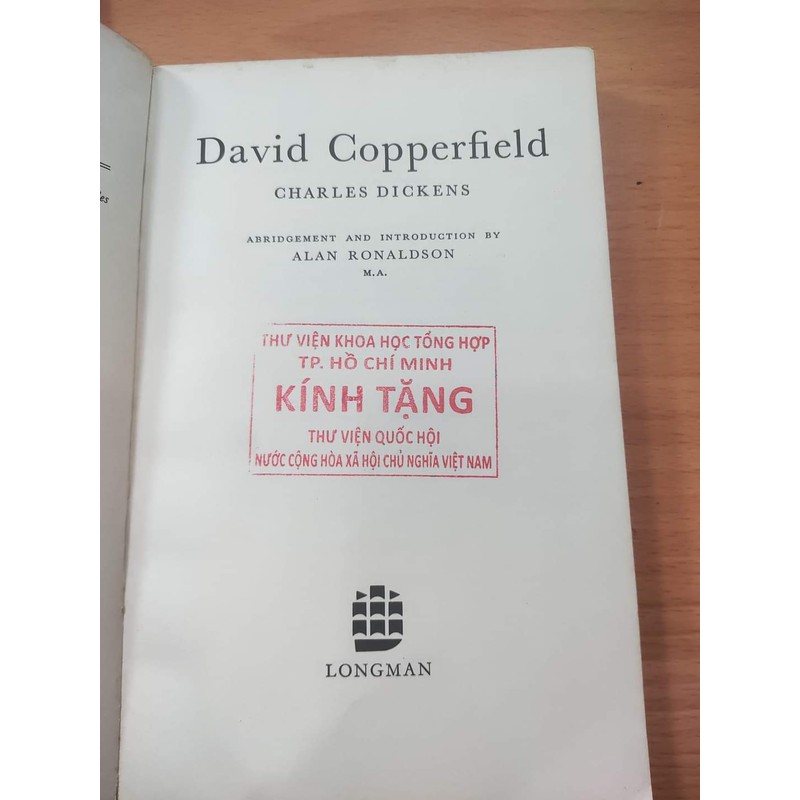 David Copperfield
CHARLES DICKENS
ABRIDGEMENT AND INTRODUCTION BY
ALAN RONALDSON
M.A.
THƯ VIỆN KHOA HỌC TỔNG HỢP
TP. HỒ CHÍ MINH
KÍNH TẶNG
THƯ VIỆN QUỐC HỘI
NƯỚC CỘNG HÒA XÃ HỘI CHỦ NGHĨA VIỆT NAM
LONGMAN